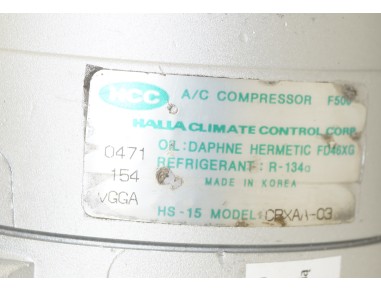 HCC A/C COMPRESSOR F500
HALLA CLIMATE CONTROL CORP.
0471 OIL:DAPHNE HERMETIC FD46XG
REFRIGERANT: R-134a
154 MADE IN KOREA
VGGA
HS-15 MODEL: